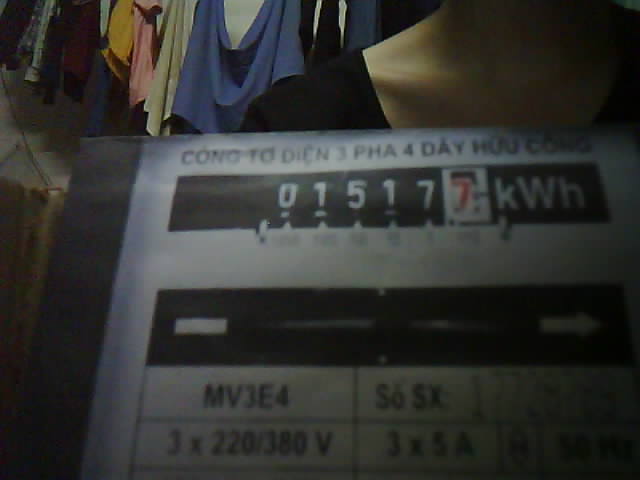 CÔNG TƠ ĐIỆN 3 PHA 4 DÂY HỮU CÔNG
015177 kWh
MV3E4 Số SX:
3 x 220/380 V 3 x 5 A 50 Hz